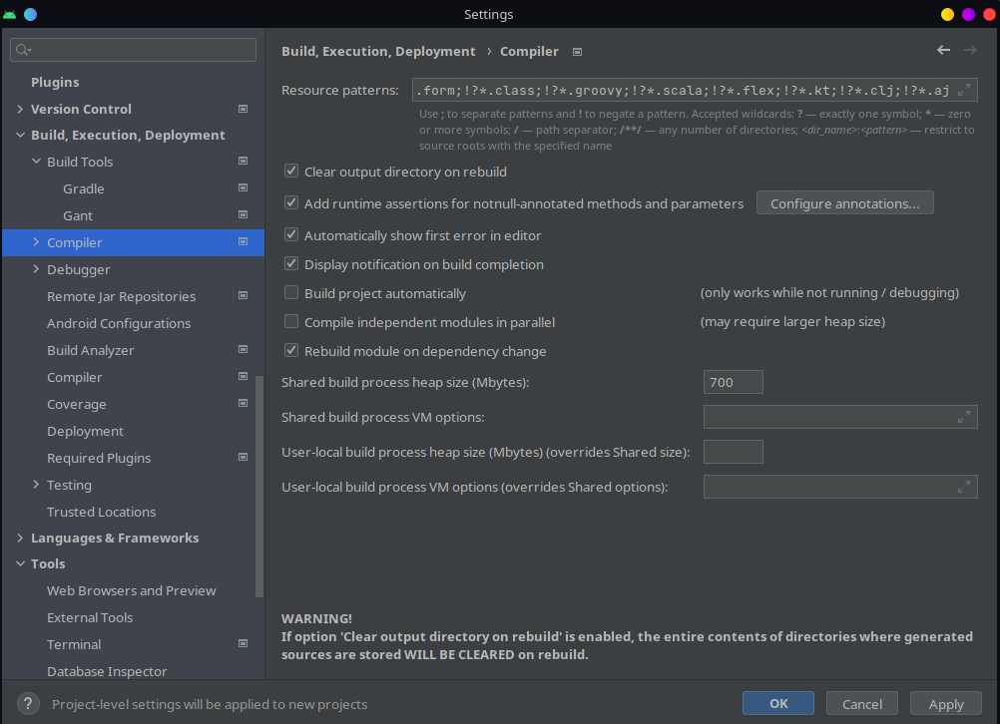 Settings
Plugins
Version Control
Build, Execution, Deployment
Build Tools
Gradle
Gant
Compiler
Debugger
Remote Jar Repositories
Android Configurations
Build Analyzer
Compiler
Coverage
Deployment
Required Plugins
Testing
Trusted Locations
Languages & Frameworks
Tools
Web Browsers and Preview
External Tools
Terminal
Database Inspector
Build, Execution, Deployment › Compiler
Resource patterns: .form;!?*.class;!?*.groovy;!?*.scala;!?*.flex;!?*.kt;!?*.clj;!?*.aj
Use ; to separate patterns and ! to negate a pattern. Accepted wildcards: ? — exactly one symbol; * — zero
or more symbols; / — path separator; /**/ — any number of directories; <dir_name>:<pattern> — restrict to
source roots with the specified name
Clear output directory on rebuild
Add runtime assertions for notnull-annotated methods and parameters Configure annotations...
Automatically show first error in editor
Display notification on build completion
Build project automatically (only works while not running / debugging)
Compile independent modules in parallel (may require larger heap size)
Rebuild module on dependency change
Shared build process heap size (Mbytes): 700
Shared build process VM options:
User-local build process heap size (Mbytes) (overrides Shared size):
User-local build process VM options (overrides Shared options):
WARNING!
If option 'Clear output directory on rebuild' is enabled, the entire contents of directories where generated
sources are stored WILL BE CLEARED on rebuild.
? Project-level settings will be applied to new projects
OK Cancel Apply